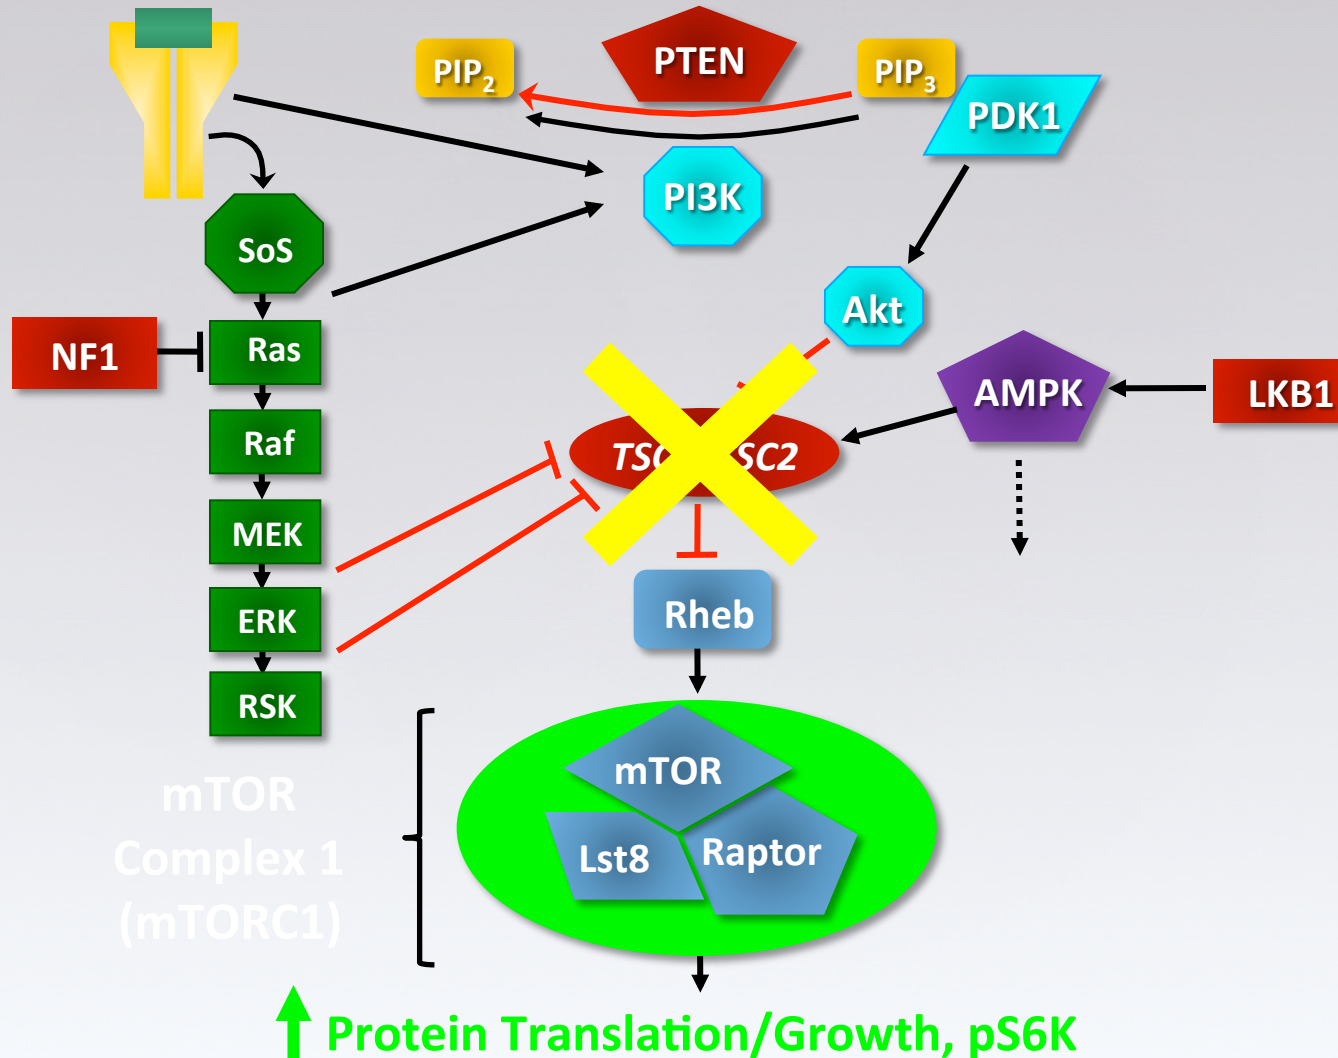 PIP2
PTEN
PIP3
PDK1
PI3K
SoS
Akt
NF1
Ras
AMPK
LKB1
Raf
SC2
MEK
ERK
Rheb
RSK
mTOR
mTOR
Complex 1
(mTORC1)
Lst8
Raptor
Protein Translation/Growth, pS6K